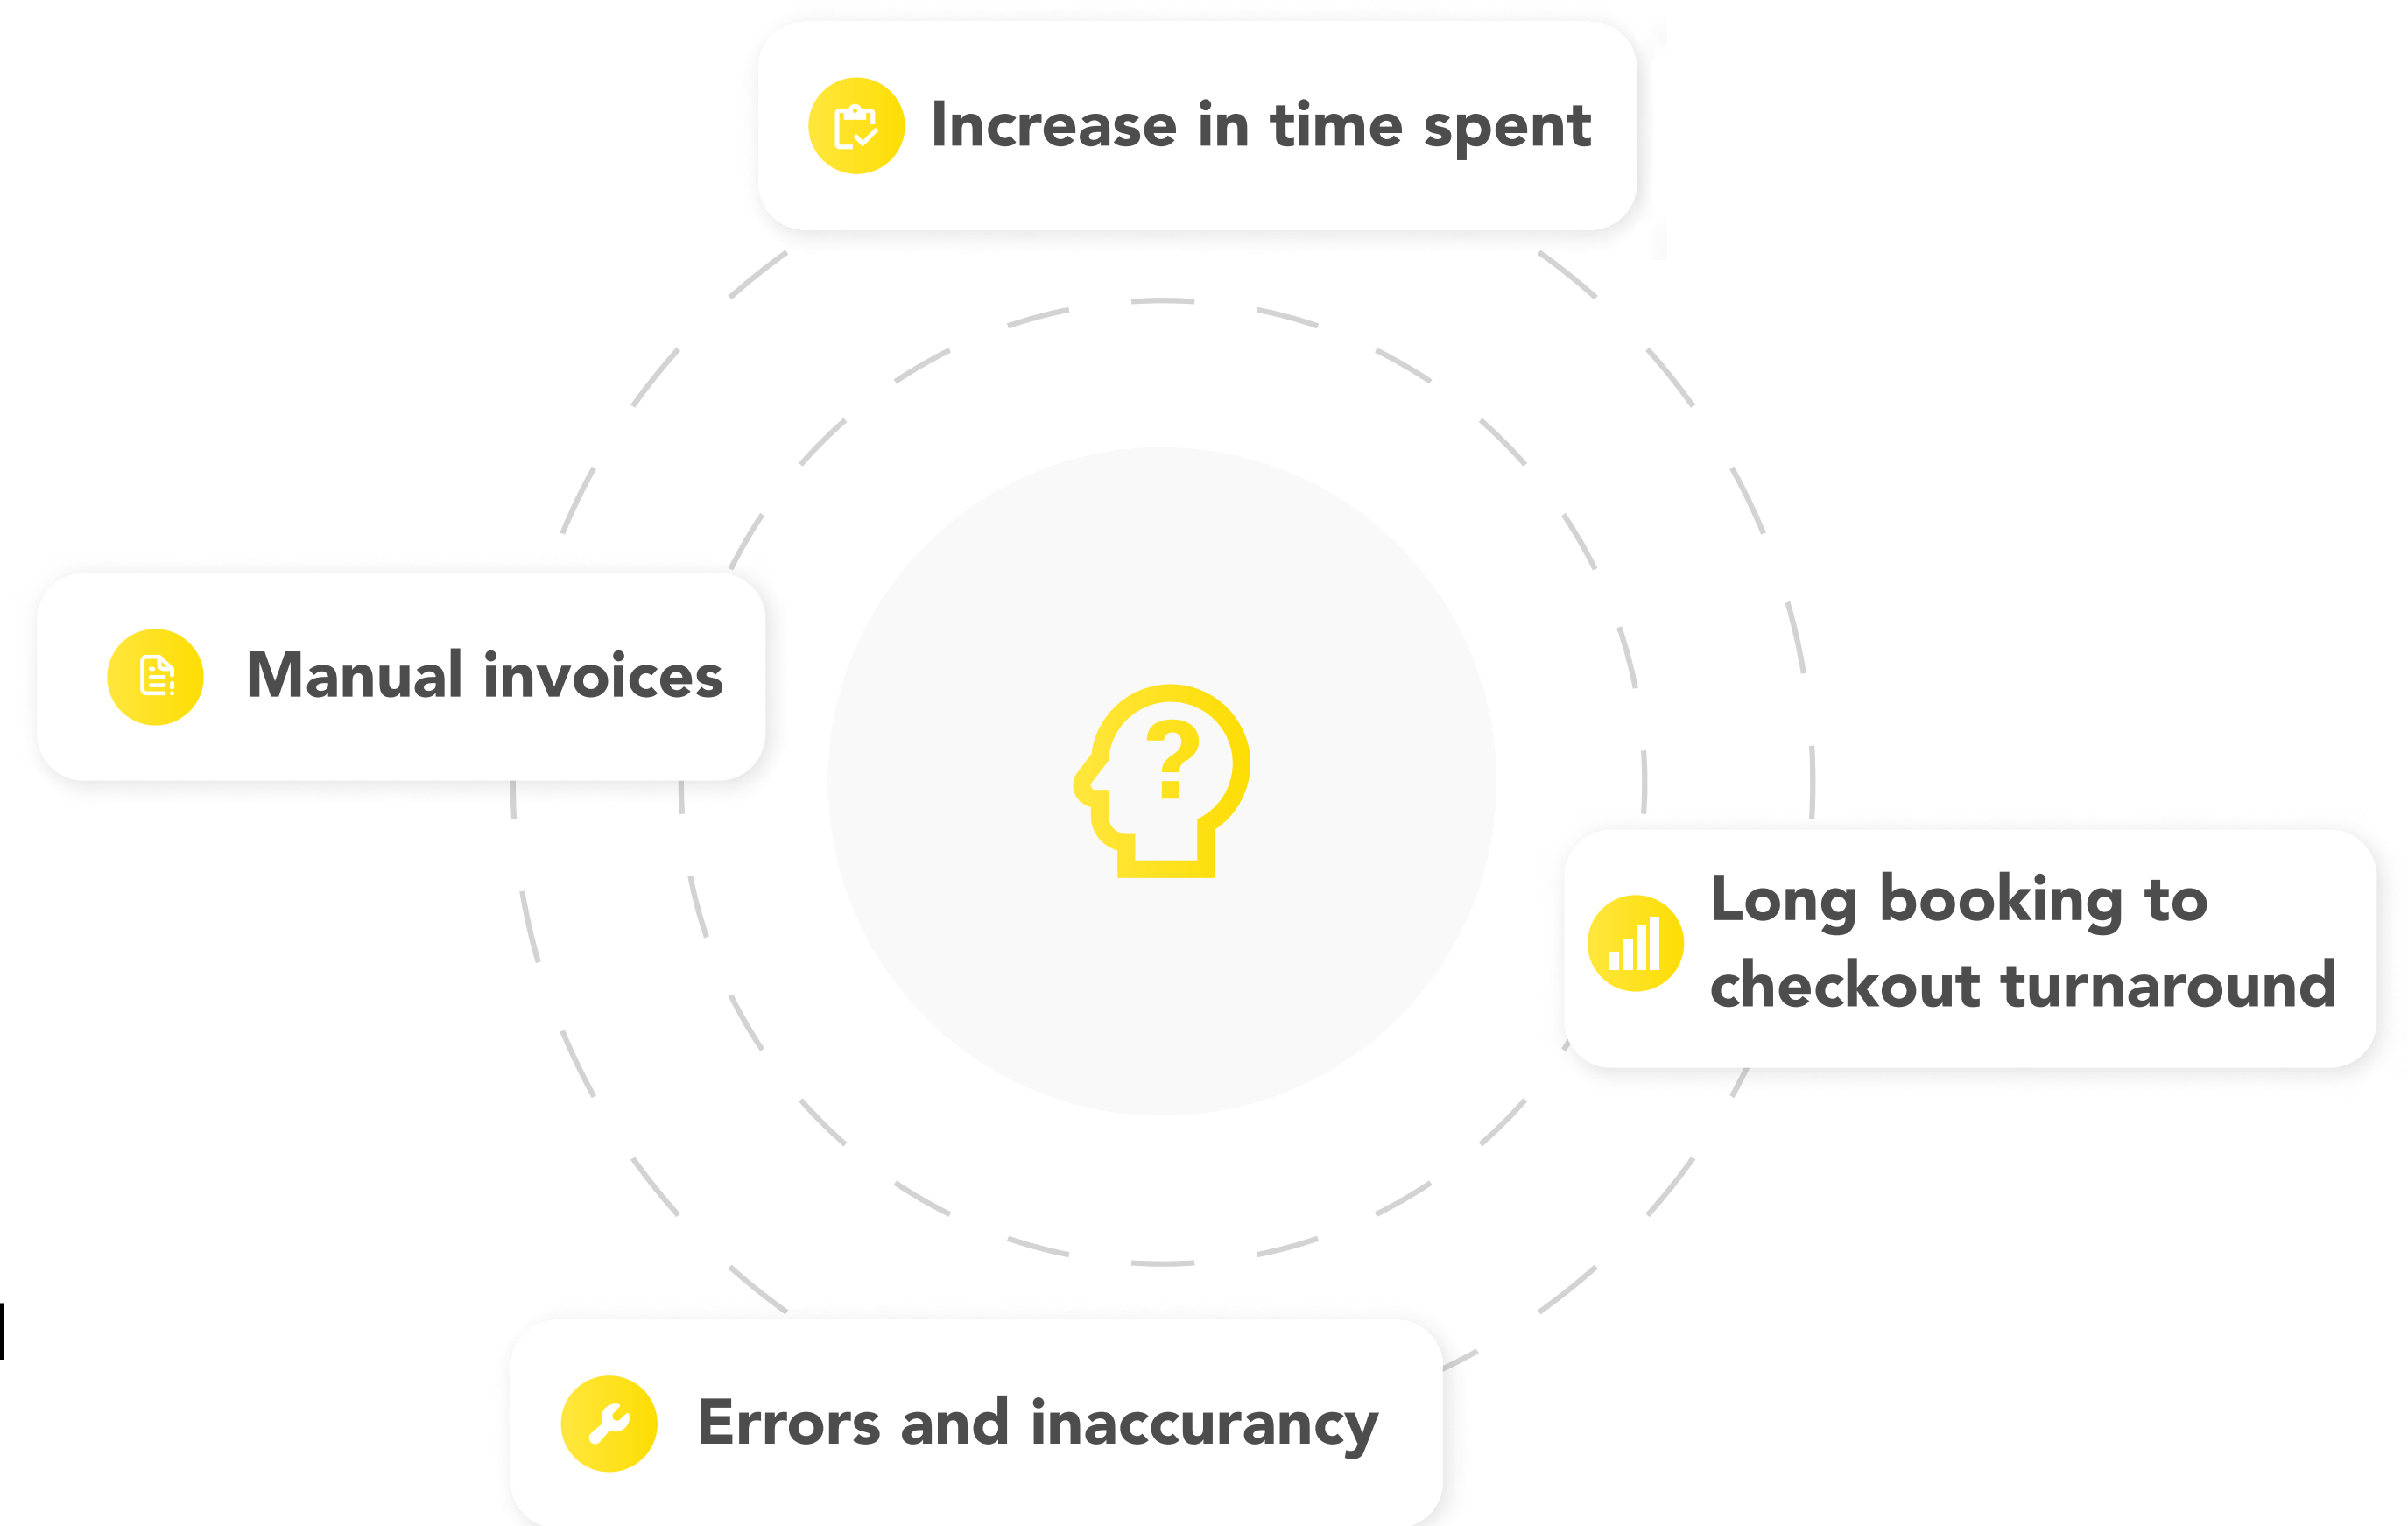 Increase in time spent
Manual invoices
Long booking to
checkout turnaround
Errors and inaccurancy